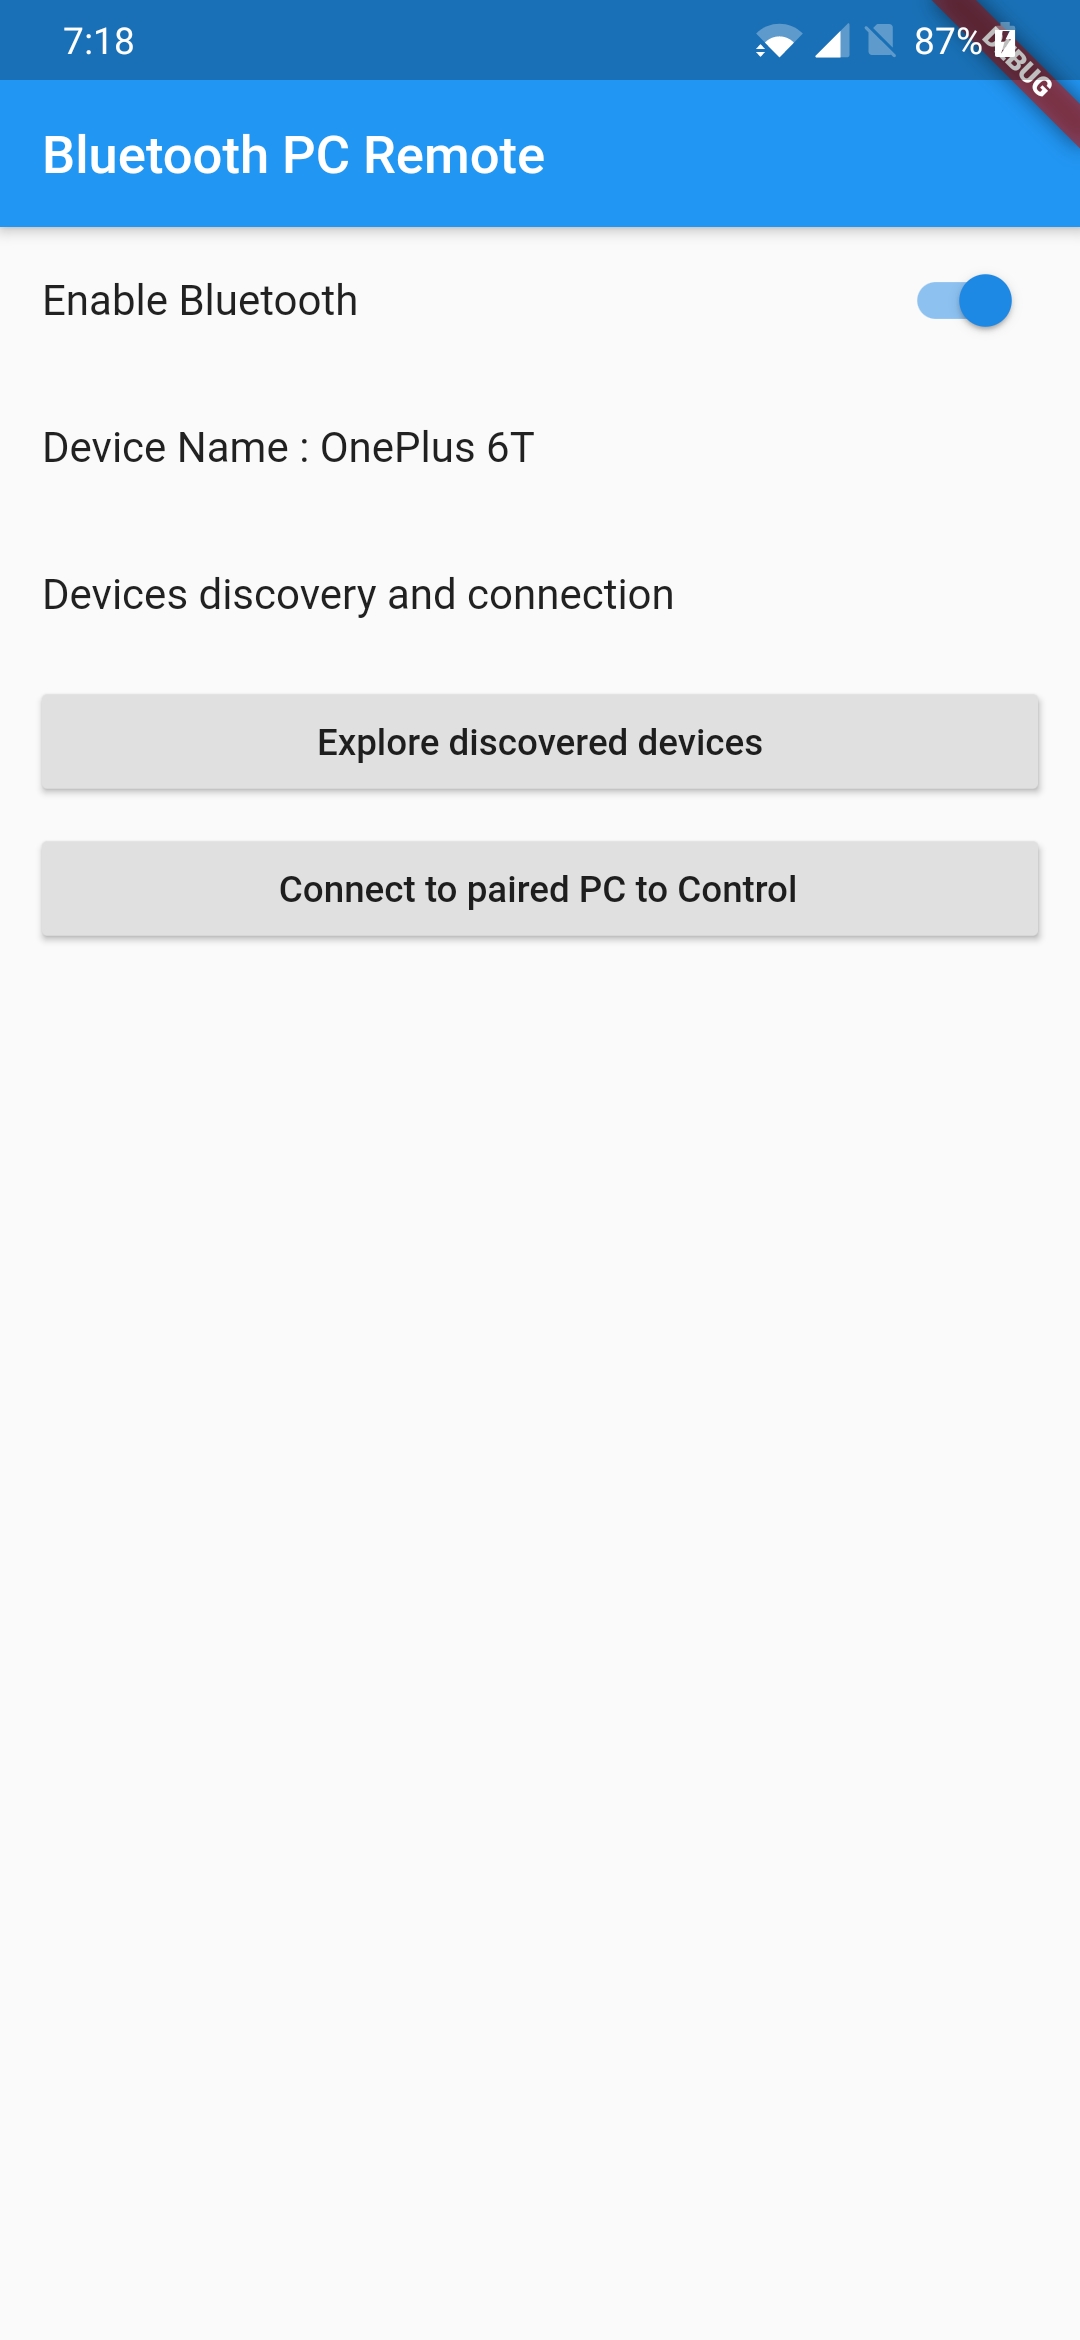 7:18
87%
DEBUG
Bluetooth PC Remote
Enable Bluetooth
Device Name : OnePlus 6T
Devices discovery and connection
Explore discovered devices
Connect to paired PC to Control